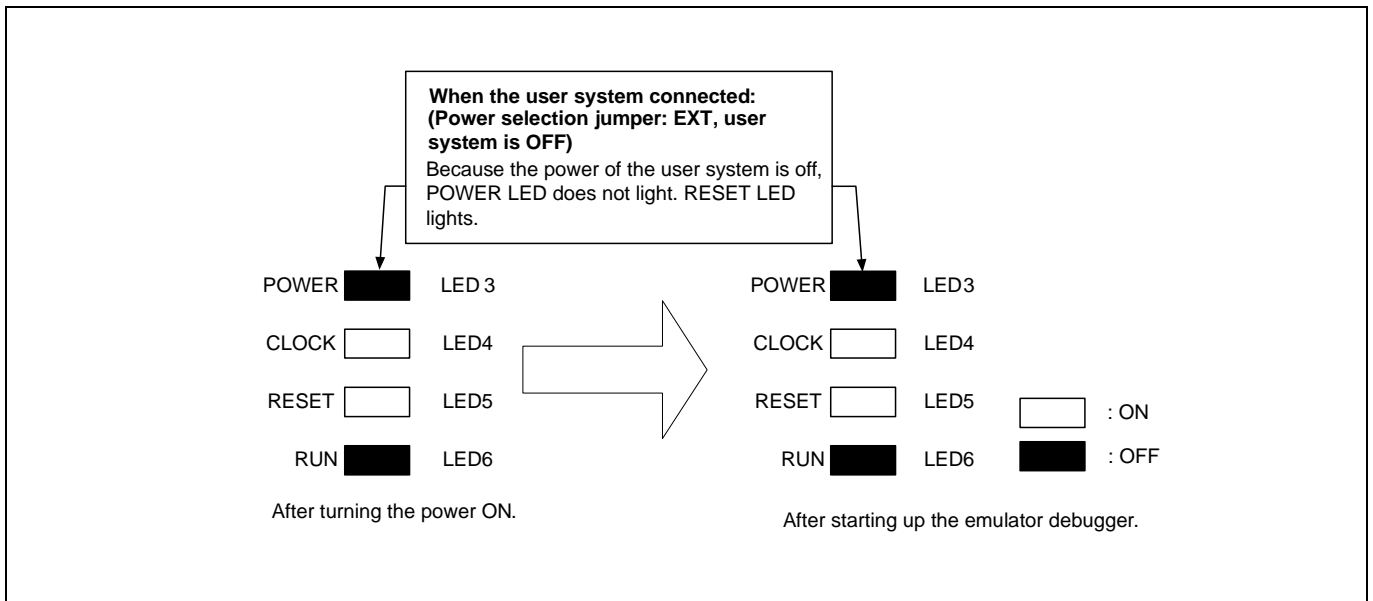 When the user system connected:
(Power selection jumper: EXT, user
system is OFF)
Because the power of the user system is off,
POWER LED does not light. RESET LED
lights.
POWER LED 3
CLOCK LED4
RESET LED5
RUN LED6
After turning the power ON.
POWER LED3
CLOCK LED4
RESET LED5
RUN LED6
: ON
: OFF
After starting up the emulator debugger.